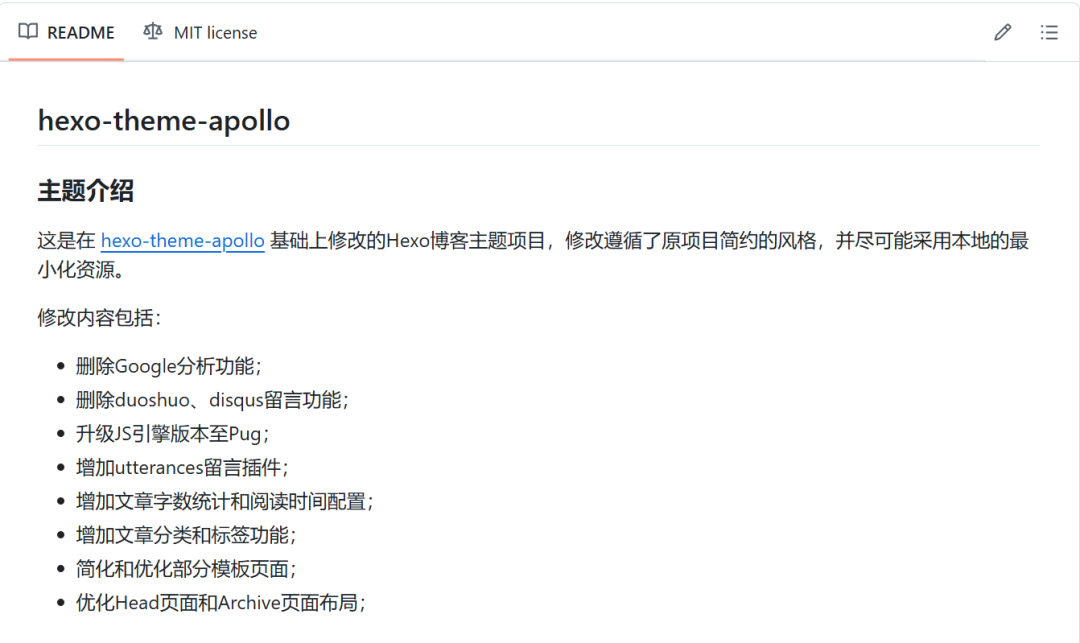 README
MIT license
hexo-theme-apollo
主题介绍
这是在 hexo-theme-apollo 基础上修改的Hexo博客主题项目，修改遵循了原项目简约的风格，并尽可能采用本地的最
小化资源。
修改内容包括：
删除Google分析功能；
删除duoshuo、disqus留言功能；
升级JS引擎版本至Pug；
增加utterances留言插件；
增加文章字数统计和阅读时间配置；
增加文章分类和标签功能；
简化和优化部分模板页面；
优化Head页面和Archive页面布局；